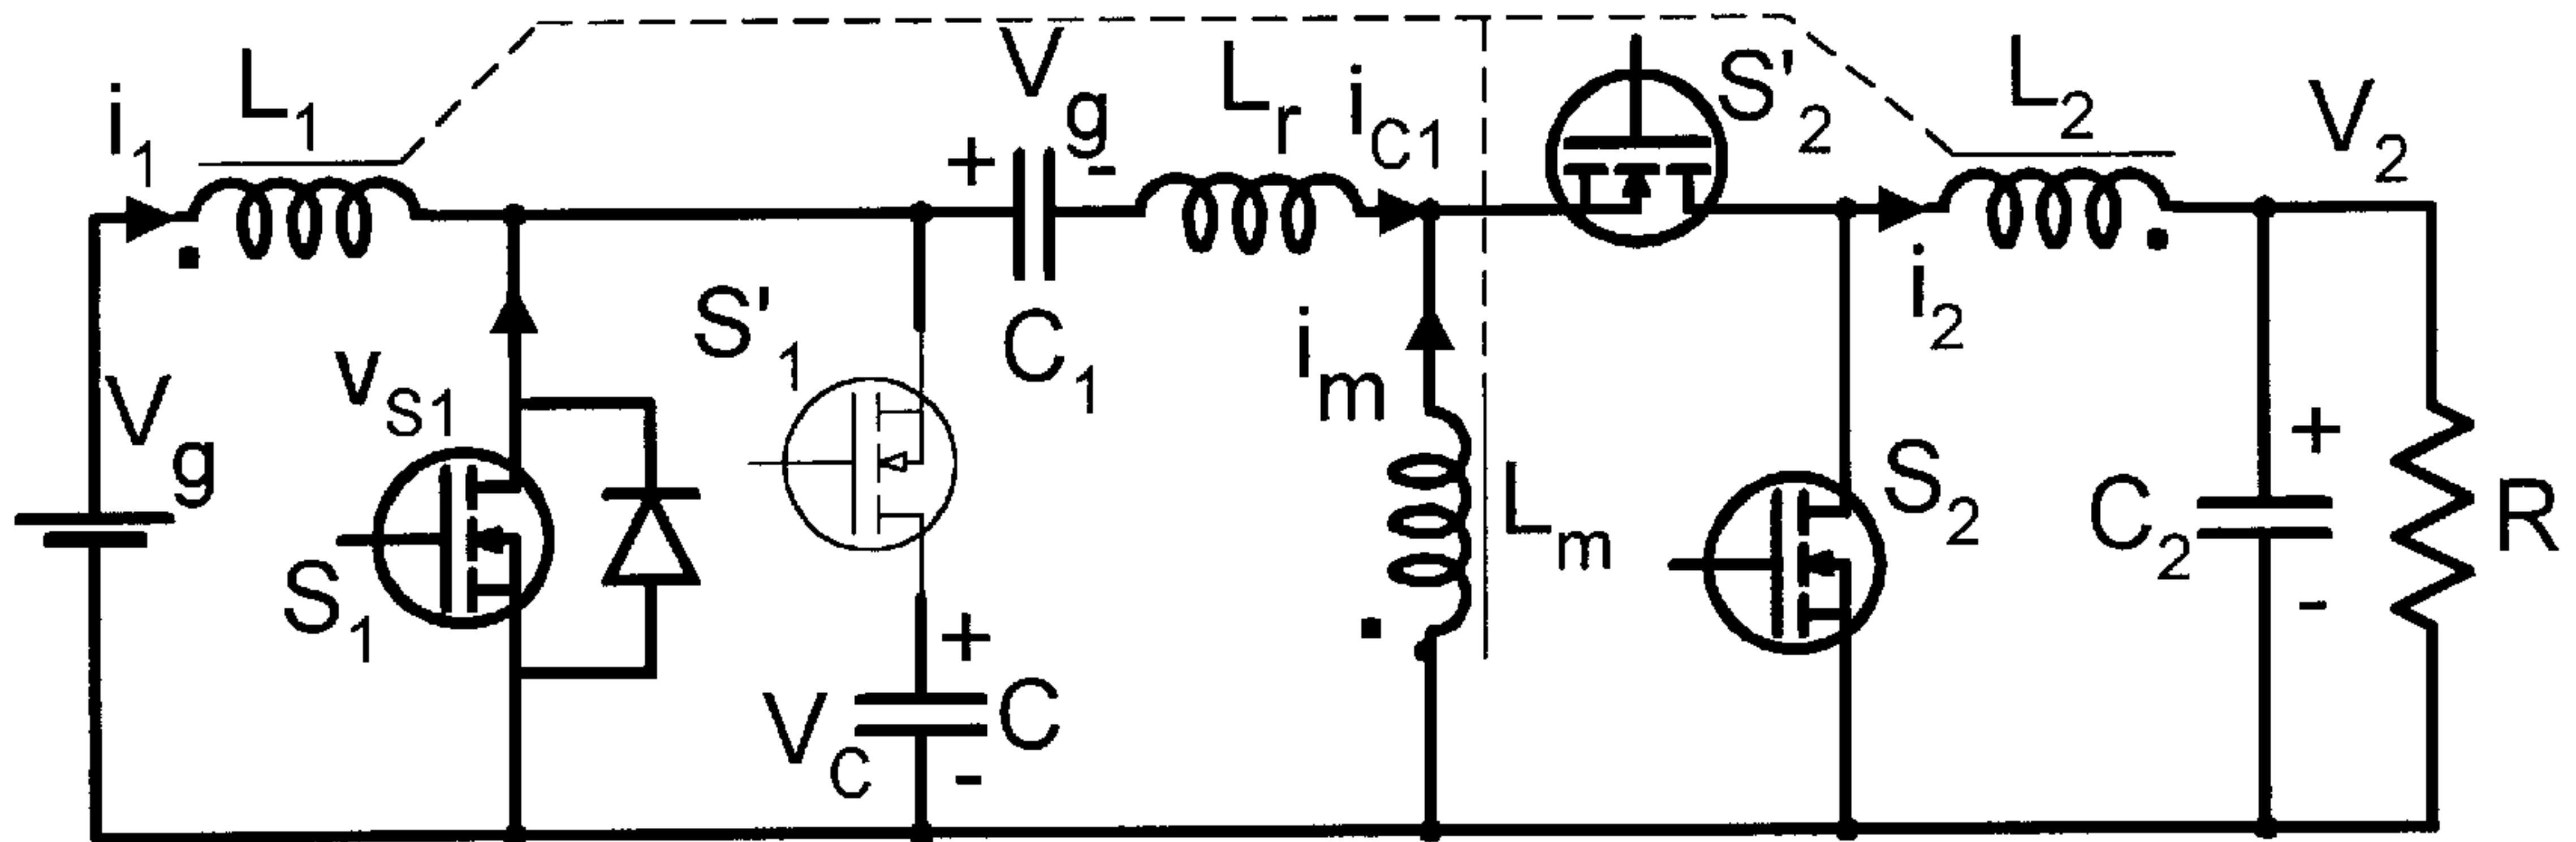 i1
L1
Vg
+
-
Lr
iC1
S'2
L2
V2
i2
Vg
vS1
S1
S'1
C1
im
Lm
S2
C2
+
-
R
VC
+
C
-